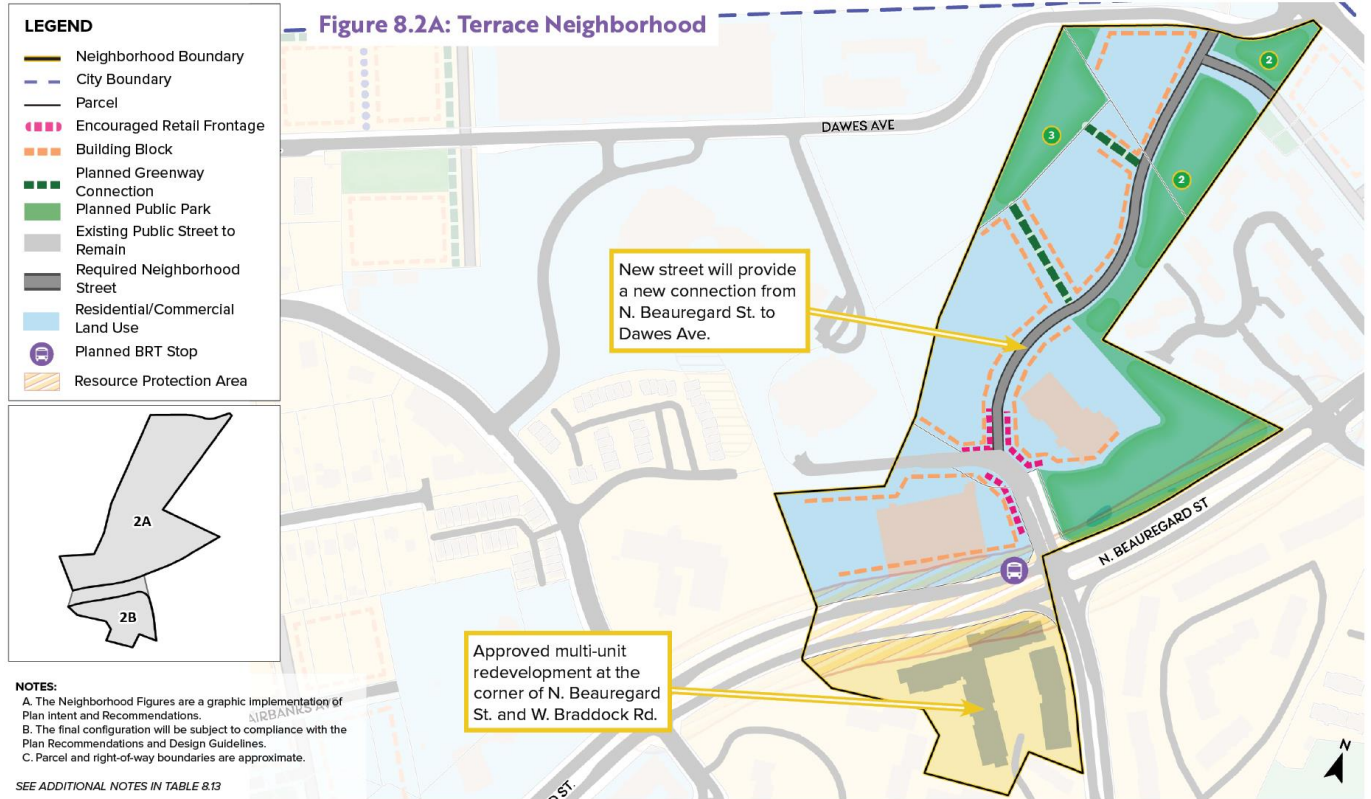 Figure 8.2A: Terrace Neighborhood
LEGEND
Neighborhood Boundary
City Boundary
Parcel
Encouraged Retail Frontage
Building Block
Planned Greenway
Connection
Planned Public Park
Existing Public Street to
Remain
Required Neighborhood
Street
Residential/Commercial
Land Use
Planned BRT Stop
Resource Protection Area
2A
2B
NOTES:
A. The Neighborhood Figures are a graphic implementation of
Plan intent and Recommendations.
B. The final configuration will be subject to compliance with the
Plan Recommendations and Design Guidelines.
C. Parcel and right-of-way boundaries are approximate.
SEE ADDITIONAL NOTES IN TABLE 8.13
DAWES AVE
2
3
2
New street will provide
a new connection from
N. Beauregard St. to
Dawes Ave.
N. BEAUREGARD ST
Approved multi-unit
redevelopment at the
corner of N. Beauregard
St. and W. Braddock Rd.
AIRBANKS AVE
D ST.
N